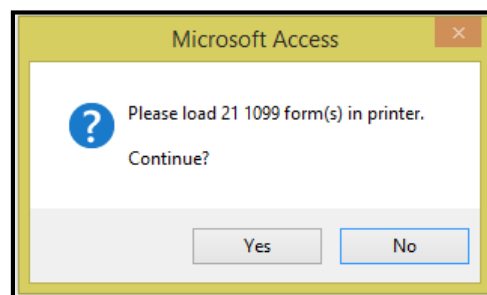 Microsoft Access
Please load 21 1099 form(s) in printer.
Continue?
Yes
No